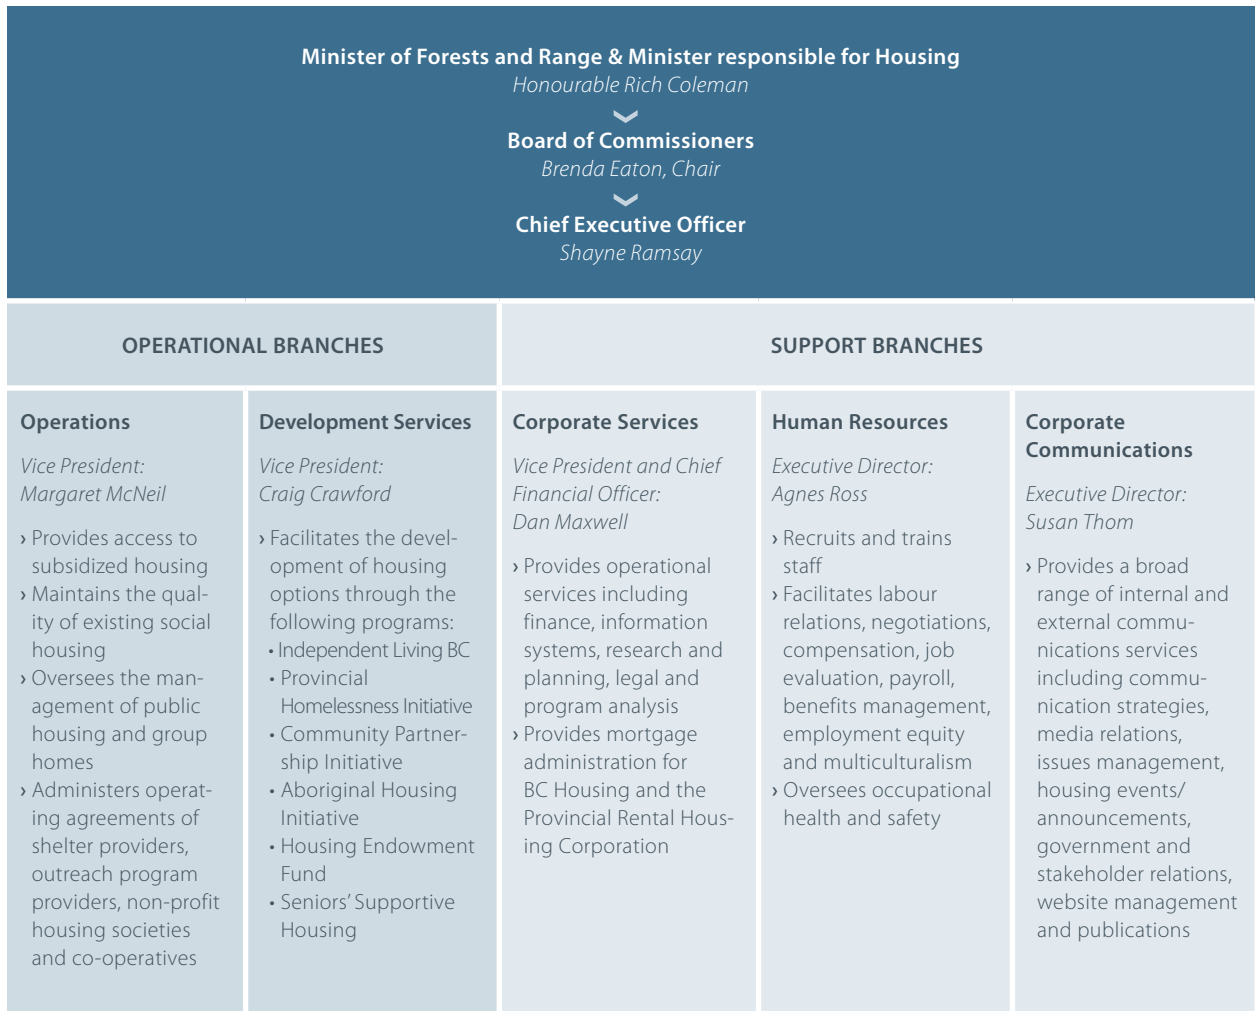 Minister of Forests and Range & Minister responsible for Housing
Honourable Rich Coleman
Board of Commissioners
Brenda Eaton, Chair
Chief Executive Officer
Shayne Ramsay
OPERATIONAL BRANCHES
SUPPORT BRANCHES
Operations
Vice President:
Margaret McNeil
› Provides access to
subsidized housing
› Maintains the qual-
ity of existing social
housing
› Oversees the man-
agement of public
housing and group
homes
› Administers operat-
ing agreements of
shelter providers,
outreach program
providers, non-profit
housing societies
and co-operatives
Development Services
Vice President:
Craig Crawford
› Facilitates the devel-
opment of housing
options through the
following programs:
• Independent Living BC
• Provincial
Homelessness Initiative
• Community Partner-
ship Initiative
• Aboriginal Housing
Initiative
• Housing Endowment
Fund
• Seniors’ Supportive
Housing
Corporate Services
Vice President and Chief
Financial Officer:
Dan Maxwell
› Provides operational
services including
finance, information
systems, research and
planning, legal and
program analysis
› Provides mortgage
administration for
BC Housing and the
Provincial Rental Hous-
ing Corporation
Human Resources
Executive Director:
Agnes Ross
› Recruits and trains
staff
› Facilitates labour
relations, negotiations,
compensation, job
evaluation, payroll,
benefits management,
employment equity
and multiculturalism
› Oversees occupational
health and safety
Corporate
Communications
Executive Director:
Susan Thom
› Provides a broad
range of internal and
external commu-
nications services
including commu-
nication strategies,
media relations,
issues management,
housing events/
announcements,
government and
stakeholder relations,
website management
and publications